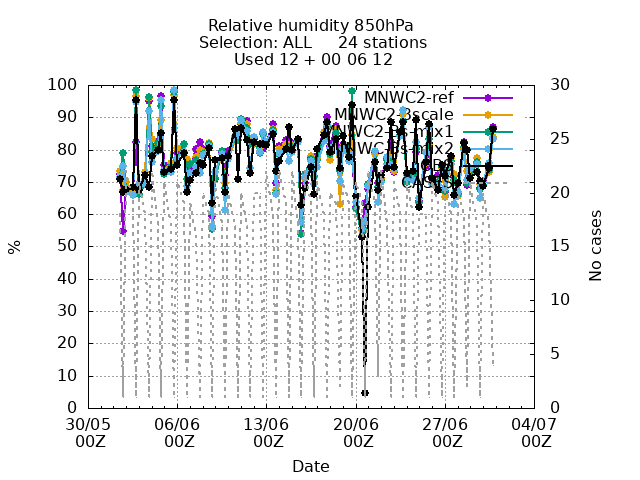 Relative humidity 850hPa
Selection: ALL 24 stations
Used 12 + 00 06 12
100
90
80
70
60
50
40
30
20
10
0
%
30
25
20
15
10
5
0
No cases
MNWC2-ref
OBS
30/05 06/06 13/06 20/06 27/06 04/07
00Z 00Z 00Z 00Z 00Z 00Z
Date